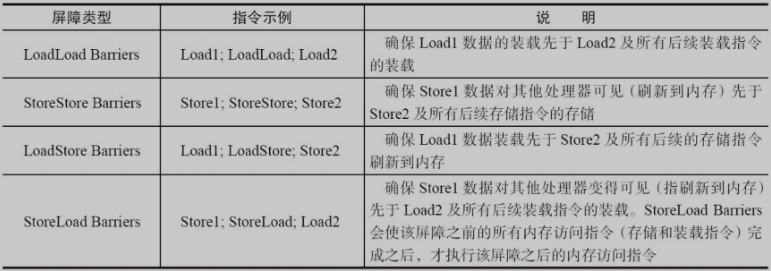 屏障类型 指令示例 说 明
LoadLoad Barriers Load1; LoadLoad; Load2 确保 Load1 数据的装载先于 Load2 及所有后续装载指令
的装载
StoreStore Barriers Store1; StoreStore; Store2 确保 Store1 数据对其他处理器可见（刷新到内存）先于
Store2 及所有后续存储指令的存储
LoadStore Barriers Load1; LoadStore; Store2 确保 Load1 数据装载先于 Store2 及所有后续的存储指令
刷新到内存
StoreLoad Barriers Store1; StoreLoad; Load2 确保 Store1 数据对其他处理器变得可见（指刷新到内存）
先于 Load2 及所有后续装载指令的装载。StoreLoad Barriers
会使该屏障之前的所有内存访问指令（存储和装载指令）完
成之后，才执行该屏障之后的内存访问指令